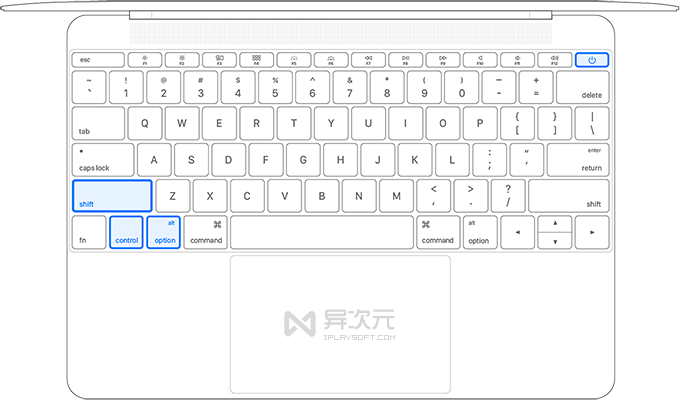 esc F1 F2 F3 F4 F5 F6 F7 F8 F9 F10 F11 F12
~ ! @ # $ % ^ & * ( ) — +
` 1 2 3 4 5 6 7 8 9 0 - = delete
tab Q W E R T Y U I O P { [ } ] | \
• caps lock A S D F G H J K L : ; “ ‘ enter return
shift Z X C V B N M < , > . ? / shift
fn control alt option ⌘ command ⌘ command alt option ◄ ▲ ▼ ►
异次元
IPLAYSOFT.COM